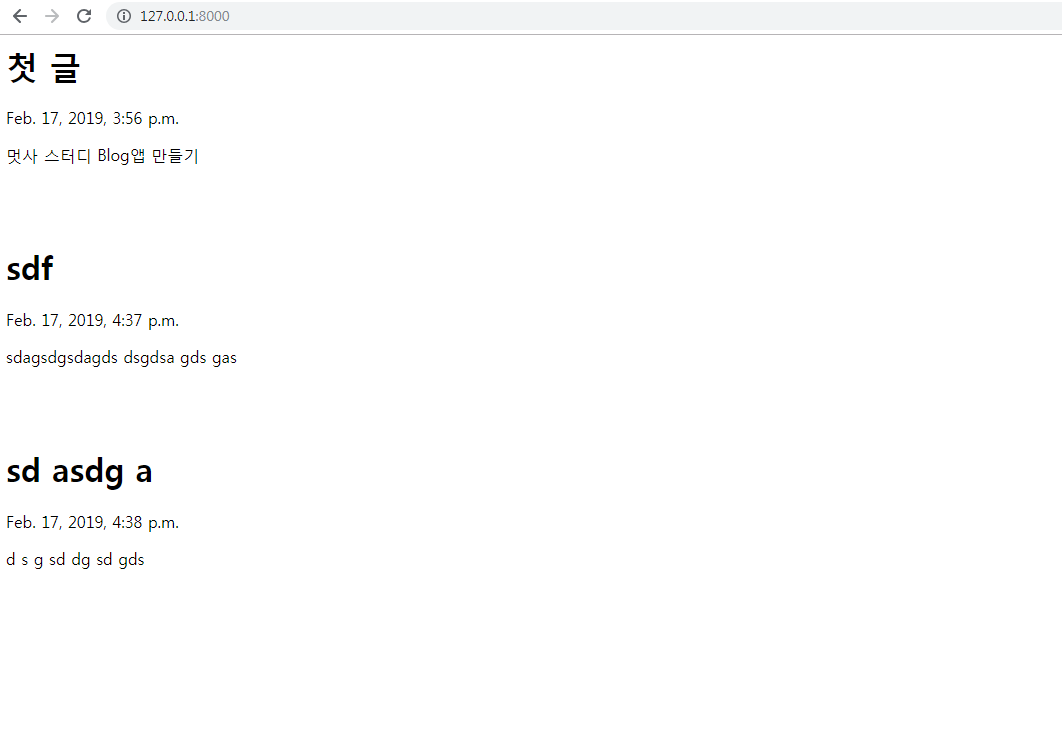 127.0.0.1:8000
첫 글
Feb. 17, 2019, 3:56 p.m.
멋사 스터디 Blog앱 만들기
sdf
Feb. 17, 2019, 4:37 p.m.
sdagsdgsdagds dsgdsa gds gas
sd asdg a
Feb. 17, 2019, 4:38 p.m.
d s g sd dg sd gds